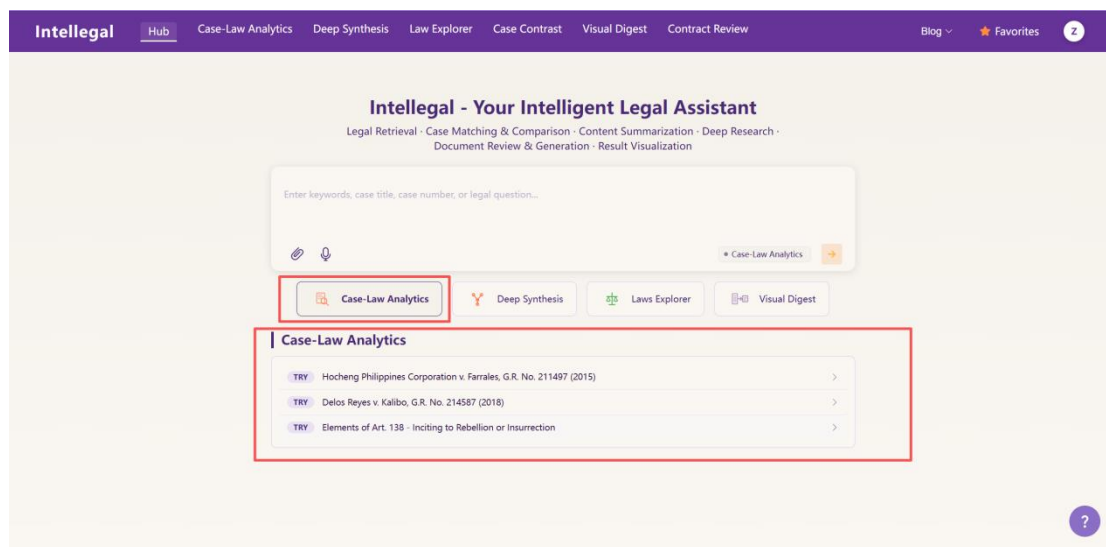 Intellegal
Hub
Case-Law Analytics
Deep Synthesis
Law Explorer
Case Contrast
Visual Digest
Contract Review
Blog
Favorites
Z
Intellegal - Your Intelligent Legal Assistant
Legal Retrieval · Case Matching & Comparison · Content Summarization · Deep Research ·
Document Review & Generation · Result Visualization
Enter keywords, case title, case number, or legal question...
Case-Law Analytics
Case-Law Analytics
Deep Synthesis
Laws Explorer
Visual Digest
Case-Law Analytics
TRY Hocheng Philippines Corporation v. Farrales, G.R. No. 211497 (2015)
TRY Delos Reyes v. Kalibo, G.R. No. 214587 (2018)
TRY Elements of Art. 138 - Inciting to Rebellion or Insurrection
?